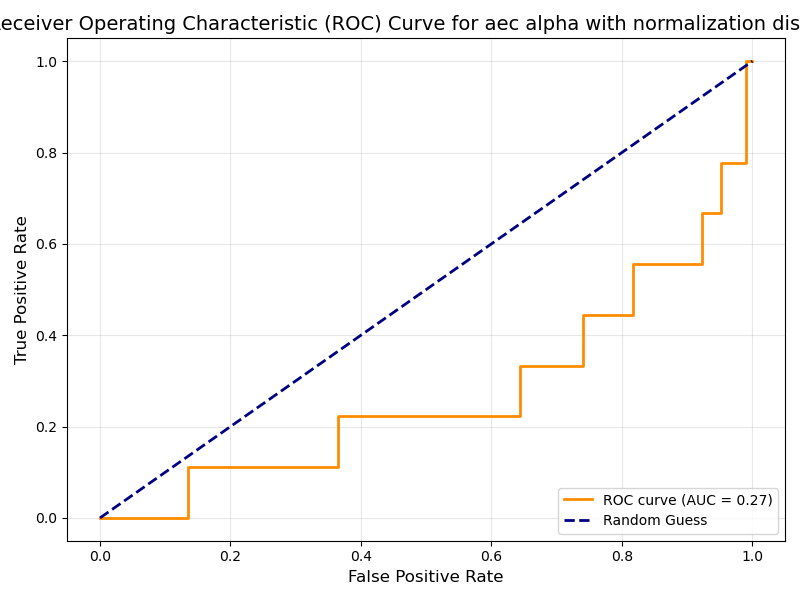 Operating Characteristic (ROC) Curve for aec alpha with normalization
1.0
0.8
0.6
0.4
0.2
0.0
True Positive Rate
0.0 0.2 0.4 0.6 0.8 1.0
False Positive Rate
ROC curve (AUC = 0.27)
Random Guess